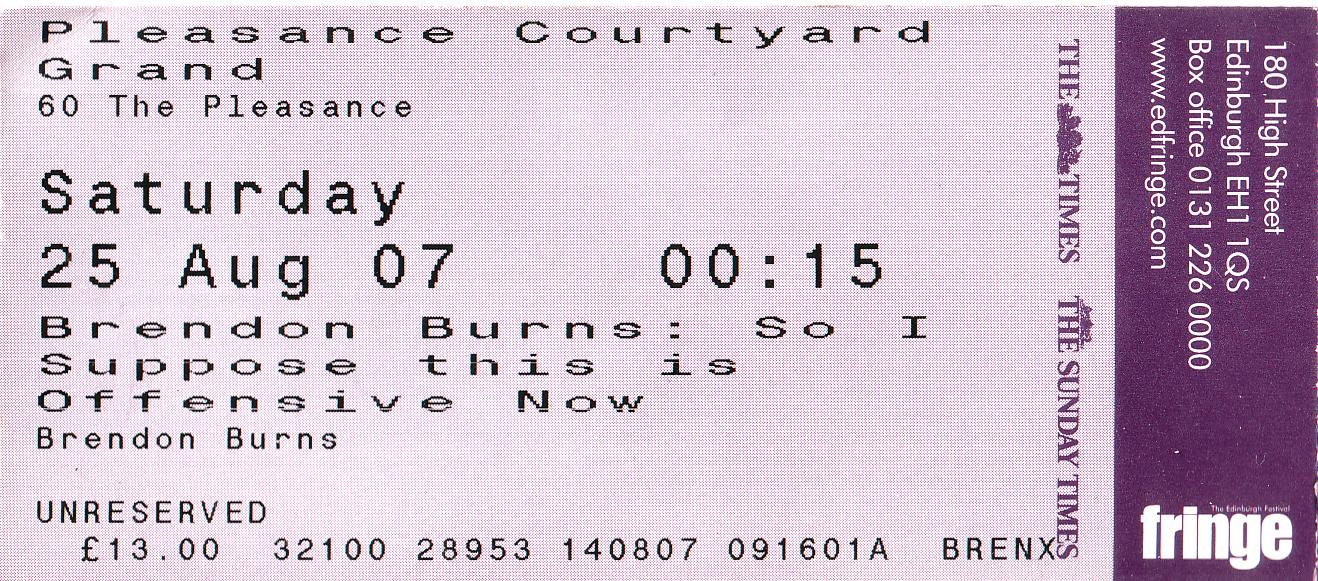 Pleasance Courtyard
Grand
60 The Pleasance
Saturday
25 Aug 07 00:15
Brendon Burns: So I
Suppose this is
Offensive Now
Brendon Burns
UNRESERVED
£13.00 32100 28953 140807 091601A BRENX
THE TIMES
THE SUNDAY TIMES
180 High Street
Edinburgh EH1 1QS
Box office 0131 226 0000
www.edfringe.com
The Edinburgh Festival
fringe